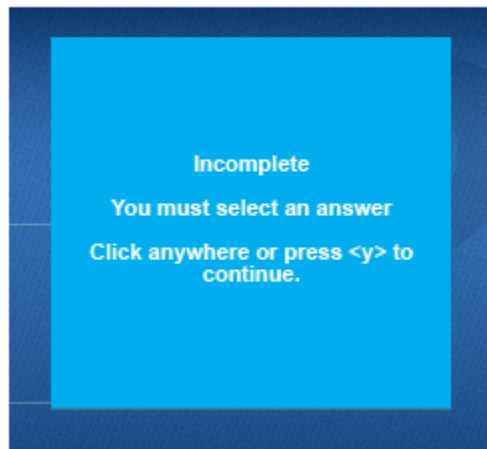 Incomplete
You must select an answer
Click anywhere or press <y> to
continue.